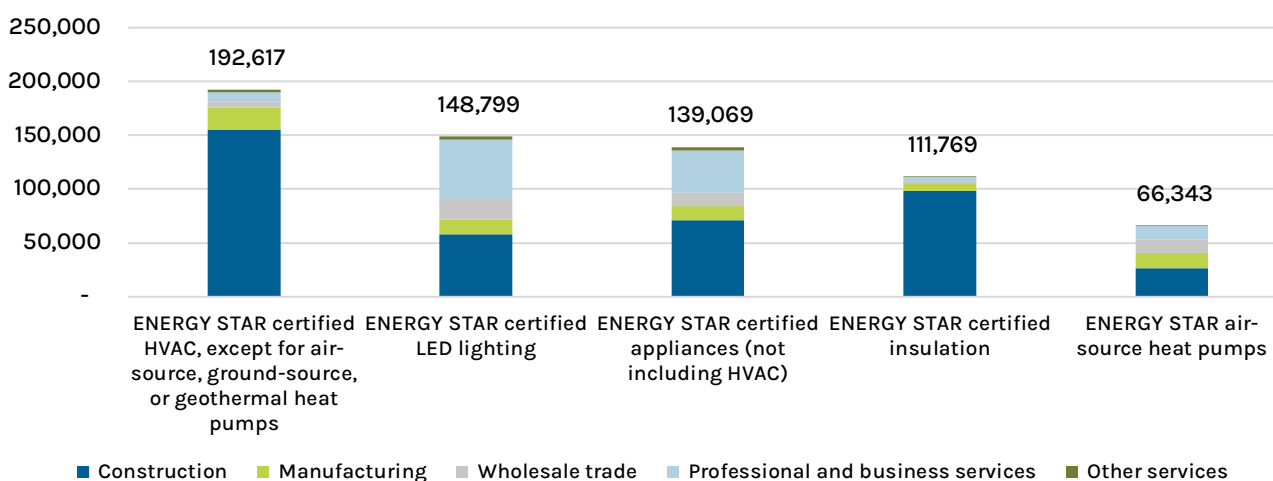 250,000
200,000
150,000
100,000
50,000
-
192,617
148,799
139,069
111,769
66,343
ENERGY STAR certified
HVAC, except for air-
source, ground-source,
or geothermal heat
pumps
ENERGY STAR certified
LED lighting
ENERGY STAR certified
appliances (not
including HVAC)
ENERGY STAR certified
insulation
ENERGY STAR air-
source heat pumps
Construction
Manufacturing
Wholesale trade
Professional and business services
Other services